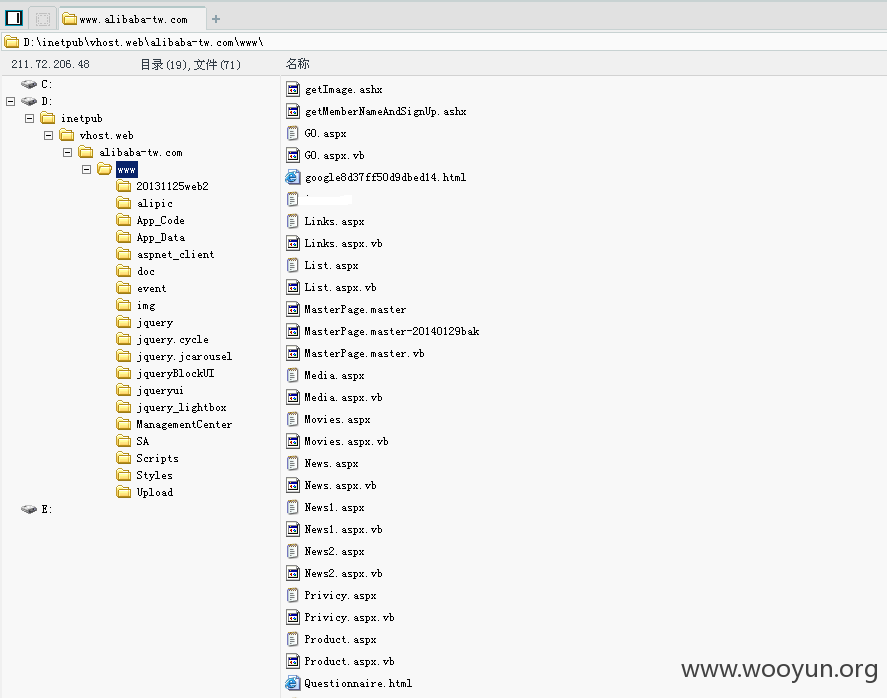 www.alibaba-tw.com
D:\inetpub\vhost.web\alibaba-tw.com\www\
211.72.206.48 目录(19),文件(71) 名称
C:
D:
inetpub
vhost.web
alibaba-tw.com
www
20131125web2
alipic
App_Code
App_Data
aspnet_client
doc
event
img
jquery
jquery.cycle
jquery.jcarousel
jqueryBlockUI
jqueryui
jquery_lightbox
ManagementCenter
SA
Scripts
Styles
Upload
E:
getImage.ashx
getMemberNameAndSignUp.ashx
GO.aspx
GO.aspx.vb
google8d37ff50d9dbed14.html
Links.aspx
Links.aspx.vb
List.aspx
List.aspx.vb
MasterPage.master
MasterPage.master-20140129bak
MasterPage.master.vb
Media.aspx
Media.aspx.vb
Movies.aspx
Movies.aspx.vb
News.aspx
News.aspx.vb
News1.aspx
News1.aspx.vb
News2.aspx
News2.aspx.vb
Privicy.aspx
Privicy.aspx.vb
Product.aspx
Product.aspx.vb
Questionnaire.html
www.wooyun.org